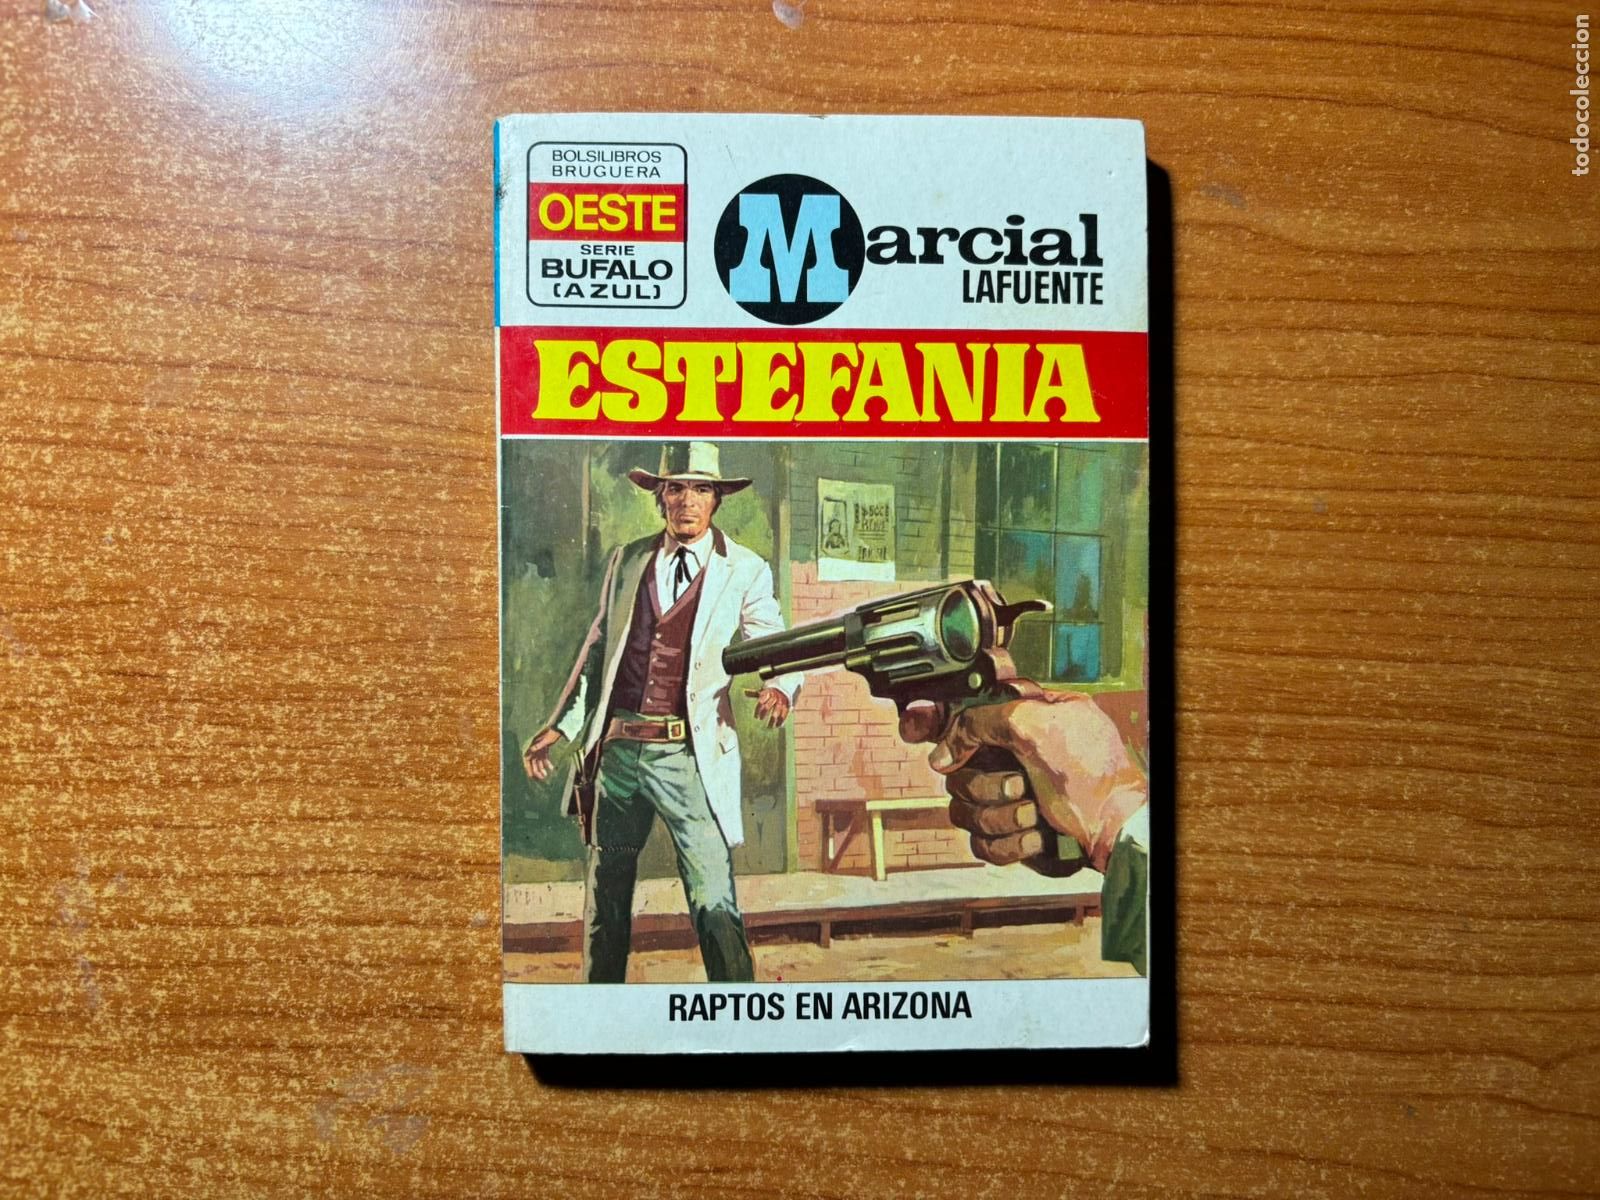 BOLSILIBROS
BRUGUERA
OESTE
SERIE
BUFALO
(AZUL)
Marcial
LAFUENTE
ESTEFANIA
RAPTOS EN ARIZONA
todocoleccion